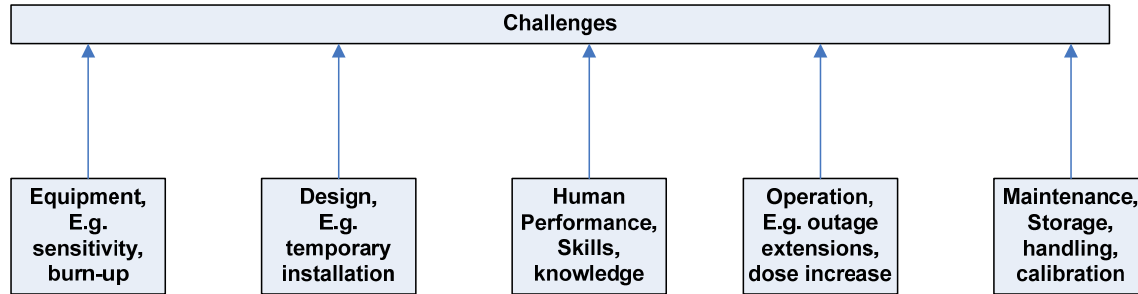 Challenges
Equipment,
E.g.
sensitivity,
burn-up
Design,
E.g.
temporary
installation
Human
Performance,
Skills,
knowledge
Operation,
E.g. outage
extensions,
dose increase
Maintenance,
Storage,
handling,
calibration